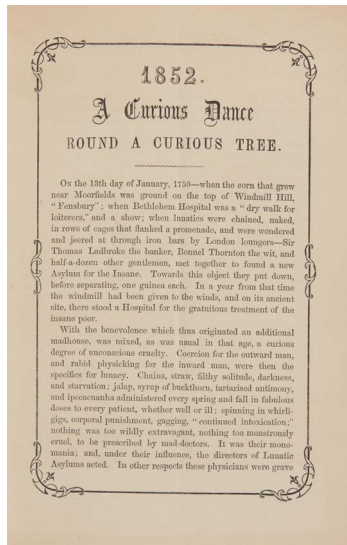 1852.
A Curious Dance
ROUND A CURIOUS TREE.
On the 13th day of January, 1750—when the corn that grew
near Moorfields was ground on the top of Windmill Hill,
"Fensbury"; when Bethlehem Hospital was a "dry walk for
loiterers," and a show; when lunatics were chained, naked,
in rows of cages that flanked a promenade, and were wondered
and jeered at through iron bars by London loungers—Sir
Thomas Ladbroke the banker, Bonnel Thornton the wit, and
half-a-dozen other gentlemen, met together to found a new
Asylum for the Insane. Towards this object they put down,
before separating, one guinea each. In a year from that time
the windmill had been given to the winds, and on its ancient
site, there stood a Hospital for the gratuitous treatment of the
insane poor.
With the benevolence which thus originated an additional
madhouse, was mixed, as was usual in that age, a curious
degree of unconscious cruelty. Coercion for the outward man,
and rabid physicking for the inward man, were then the
specifics for lunacy. Chains, straw, filthy solitude, darkness,
and starvation; jalap, syrup of buckthorn, tartarised antimony,
and ipecacuanha administered every spring and fall in fabulous
doses to every patient, whether well or ill; spinning in whirli-
gigs, corporal punishment, gagging, "continued intoxication;"
nothing was too wildly extravagant, nothing too monstrously
cruel, to be prescribed by mad-doctors. It was their mono-
mania; and, under their influence, the directors of Lunatic
Asylums acted. In other respects these physicians were grave